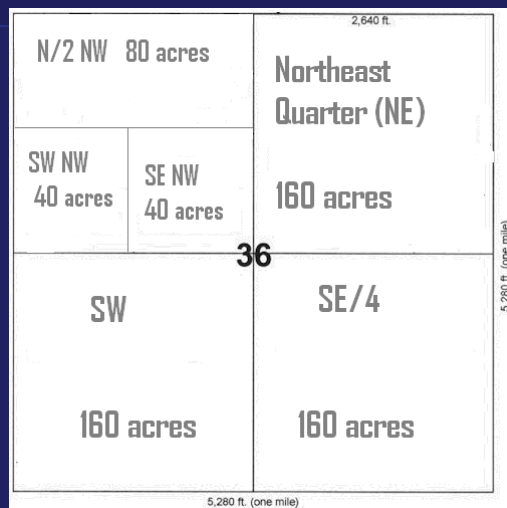 2,640 ft.
N/2 NW 80 acres
Northeast
Quarter (NE)
160 acres
SW NW
40 acres
SE NW
40 acres
36
5,280 ft. (one mile)
SW
160 acres
SE/4
160 acres
5,280 ft. (one mile)